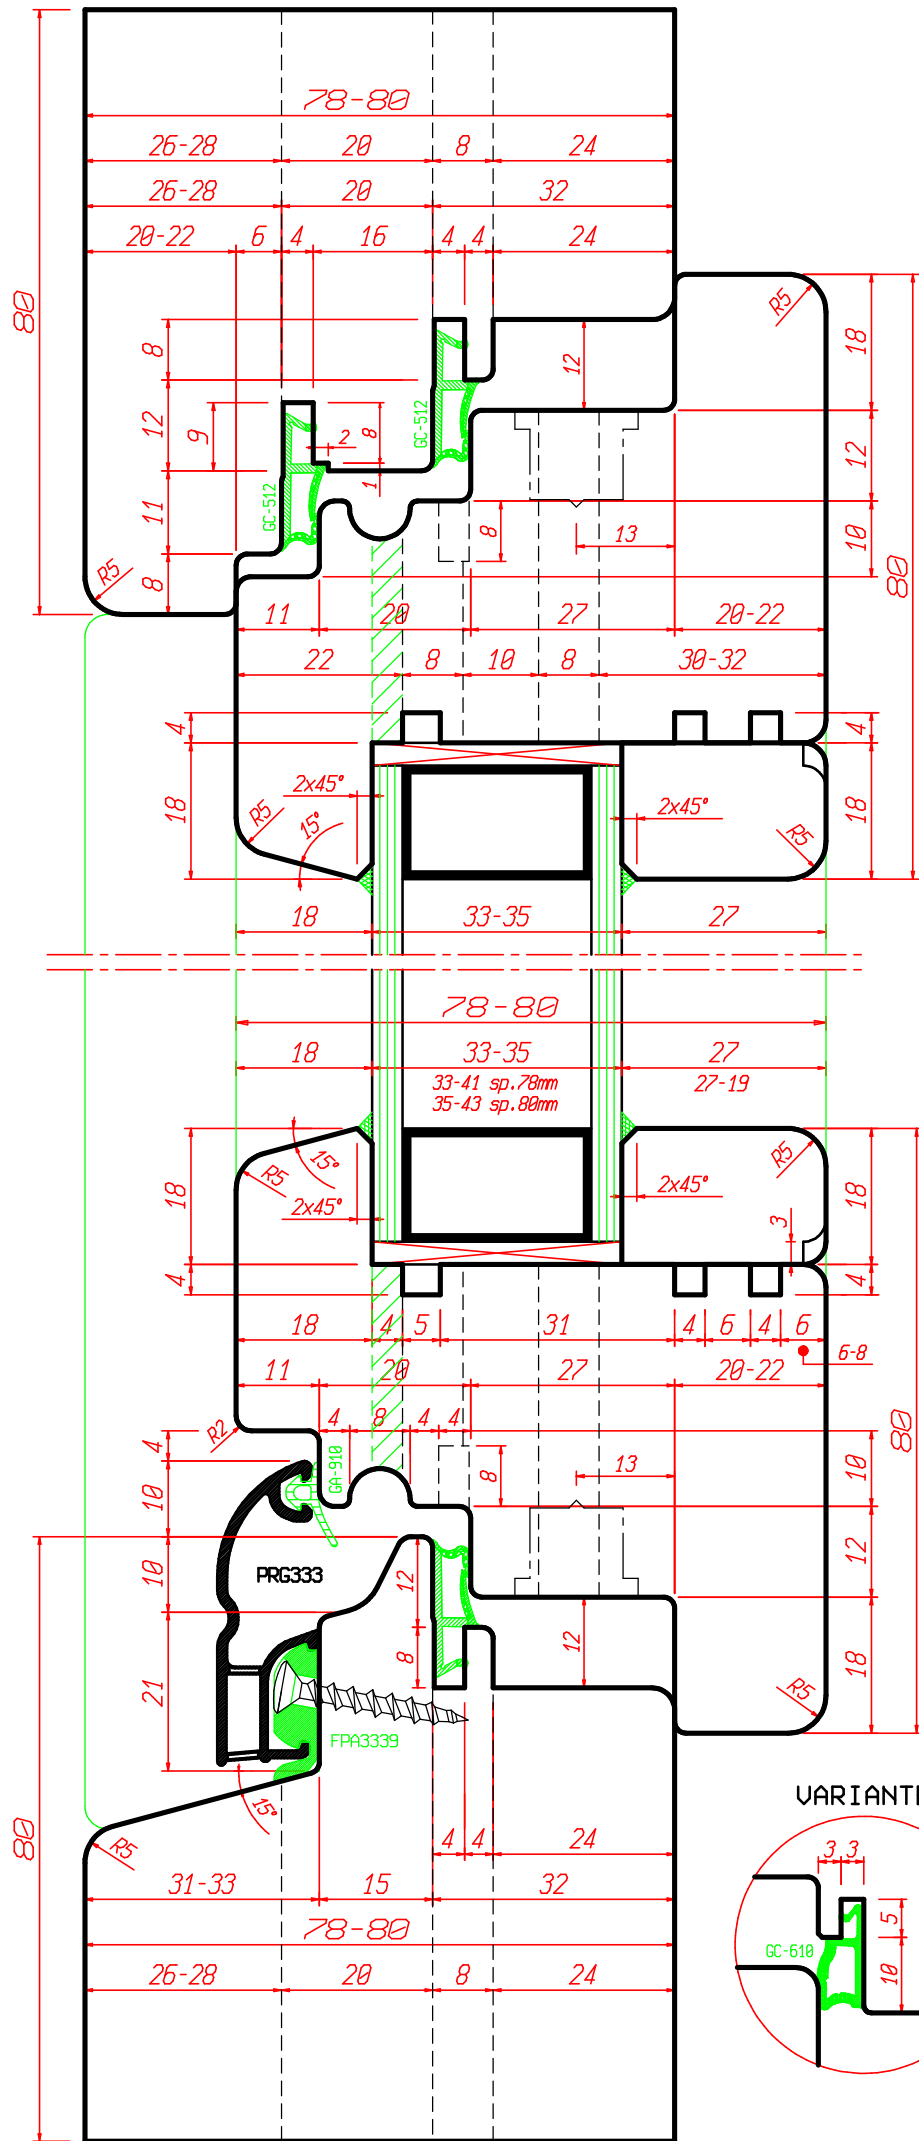 78-80
26-28 20 8 24
26-28 20 32
20-22 6 4 16 4 4 24
80
R5
18
8
12
12
GC-512
12
9
2
8
1
12
GC-512
11
8
13
10
80
R5
8
11 20 27 20-22
22 8 10 8 30-32
4
4
18
2x45°
2x45°
18
R5
15°
R5
18 33-35 27
78-80
18 33-35 27
33-41 sp.78mm
27-19
35-43 sp.80mm
R5
15°
R5
18
2x45°
2x45°
18
3
4
4
18 4 5 31 4 6 4 6
6-8
11 20 27 20-22
80
R2
4 8 4 4
4
GA-910
8
13
10
10
PRG333
10
12
12
8
12
18
21
FPA3339
R5
15°
VARIANTE
80
R5
4 4 24
3 3
31-33 15 32
5
78-80
GC-610
10
26-28 20 8 24